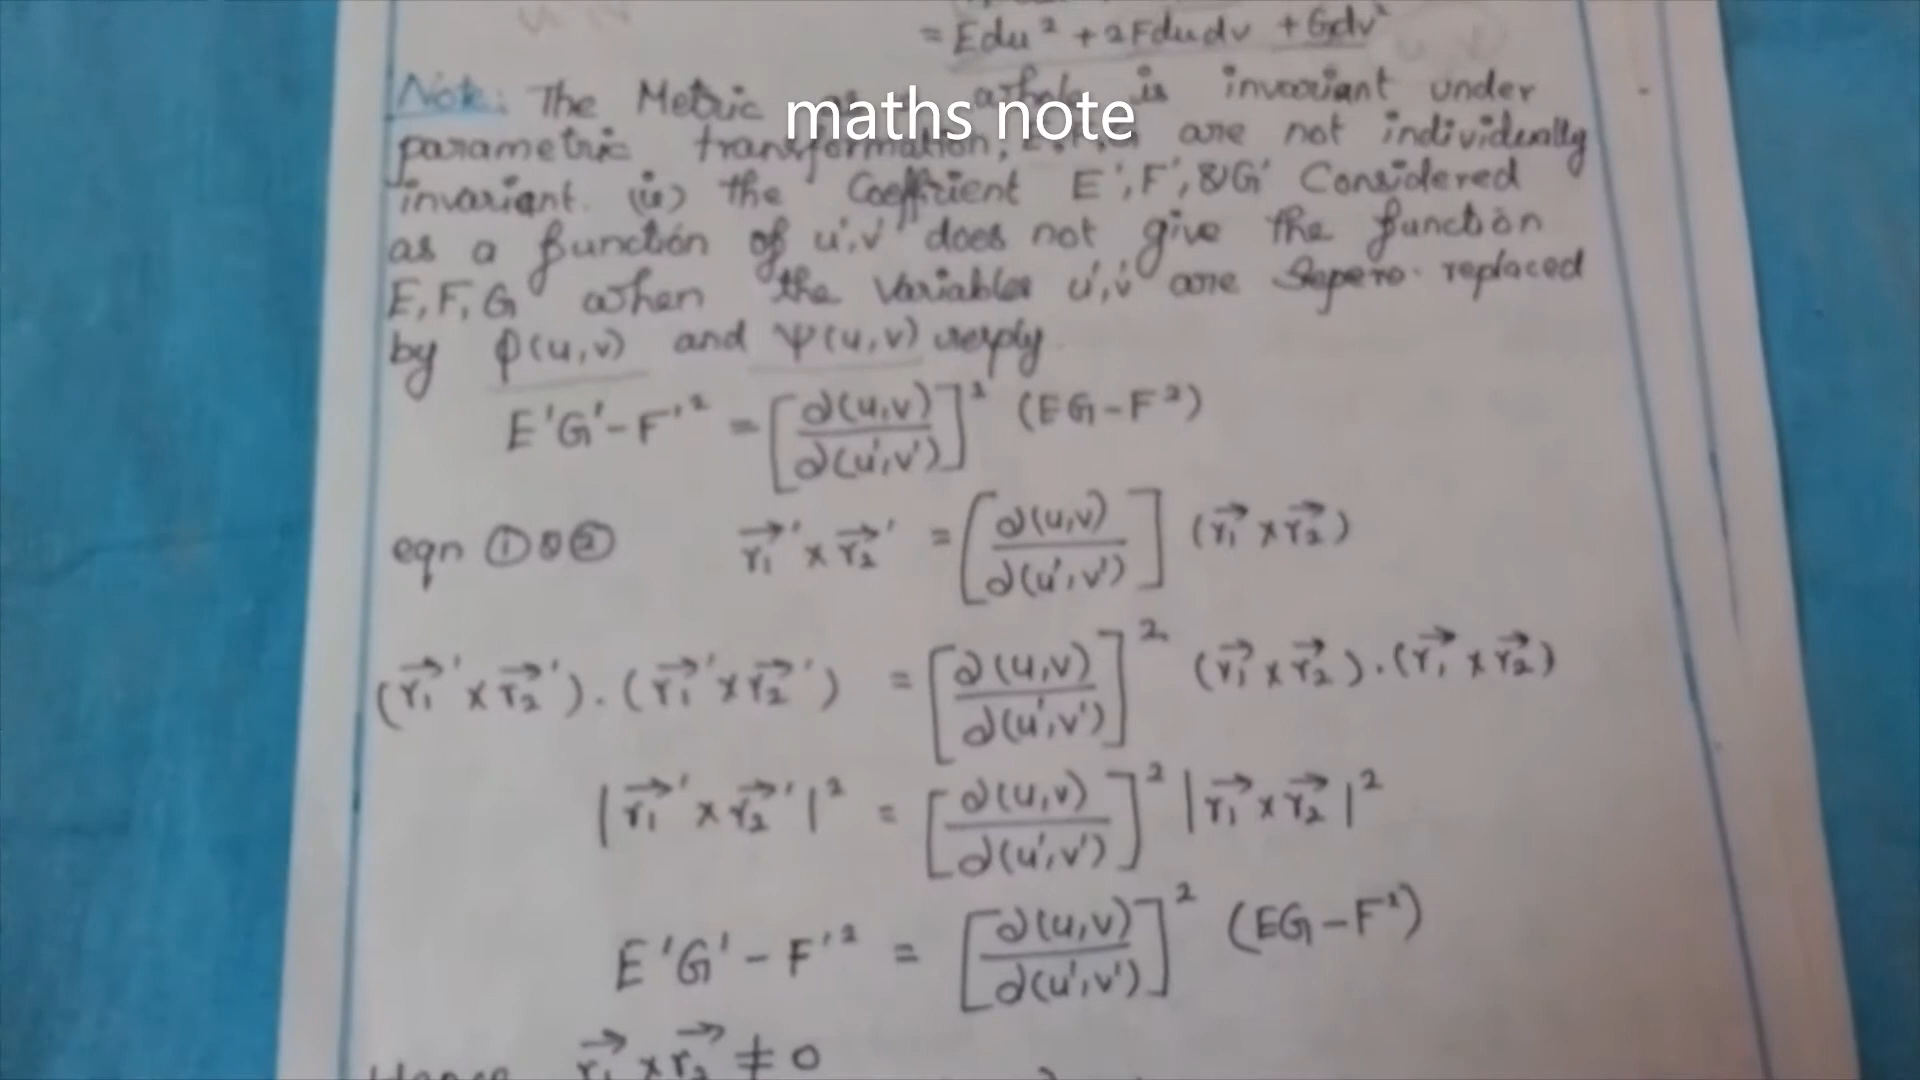 = Edu² + 2Fdudv + Gdv²
Note: The Metric is invariant under
maths note
parametric transformation, are not individually
invariant. (ie) the Coefficient E', F', & G' Considered
as a function of u', v' does not give the function
E, F, G when the Variables u', v' are replaced
by φ(u,v) and ψ(u,v) resply.
E'G' - F'² = [∂(u,v)/∂(u',v')]² (EG - F²)
eqn ① & ② r₁⃗' × r₂⃗' = [∂(u,v)/∂(u',v')] (r₁⃗ × r₂⃗)
(r₁⃗' × r₂⃗') · (r₁⃗' × r₂⃗') = [∂(u,v)/∂(u',v')]² (r₁⃗ × r₂⃗) · (r₁⃗ × r₂⃗)
|r₁⃗' × r₂⃗'|² = [∂(u,v)/∂(u',v')]² |r₁⃗ × r₂⃗|²
E'G' - F'² = [∂(u,v)/∂(u',v')]² (EG - F²)
Hence r₁⃗ × r₂⃗ ≠ 0